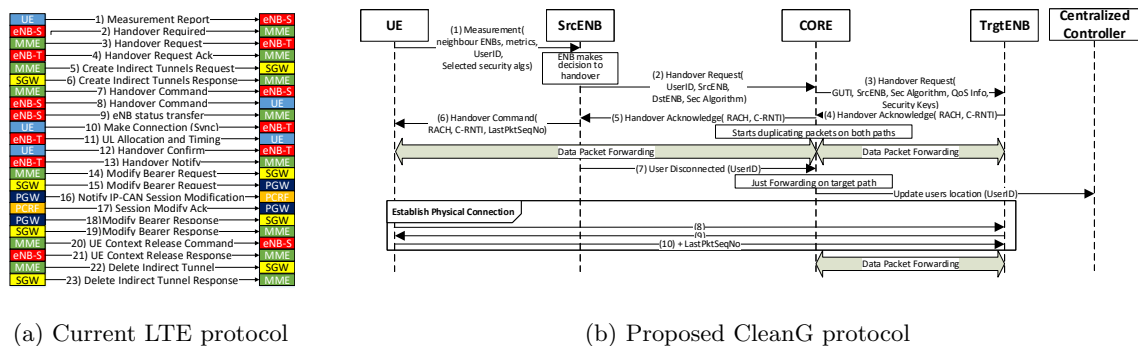 UE 1) Measurement Report eNB-S
eNB-S 2) Handover Required MME
MME 3) Handover Request eNB-T
eNB-T 4) Handover Request Ack MME
MME 5) Create Indirect Tunnels Request SGW
SGW 6) Create Indirect Tunnels Response MME
MME 7) Handover Command eNB-S
eNB-S 8) Handover Command UE
eNB-S 9) eNB status transfer MME
UE 10) Make Connection (Sync) eNB-T
eNB-T 11) UL Allocation and Timing UE
UE 12) Handover Confirm eNB-T
eNB-T 13) Handover Notify MME
MME 14) Modify Bearer Request SGW
SGW 15) Modify Bearer Request PGW
PGW 16) Notify IP-CAN Session Modification PCRF
PCRF 17) Session Modify Ack PGW
PGW 18)Modify Bearer Response SGW
SGW 19)Modify Bearer Response MME
MME 20) UE Context Release Command eNB-S
eNB-S 21) UE Context Release Response MME
MME 22) Delete Indirect Tunnel SGW
SGW 23) Delete Indirect Tunnel Response MME
(a) Current LTE protocol
UE
SrcENB
CORE
TrgtENB
Centralized
Controller
(1) Measurement(
neighbour ENBs, metrics,
UserID,
Selected security algs)
ENB makes
decision to
handover
(2) Handover Request(
UserID, SrcENB,
DstENB, Sec Algorithm)
(3) Handover Request(
GUTI, SrcENB, Sec Algorithm, QoS Info,
Security Keys)
(4) Handover Acknowledge( RACH, C-RNTI)
(5) Handover Acknowledge( RACH, C-RNTI)
(6) Handover Command(
RACH, C-RNTI, LastPktSeqNo)
Starts duplicating packets on both paths
Data Packet Forwarding
Data Packet Forwarding
(7) User Disconnected (UserID)
Just Forwarding on target path
Update users location (UserID)
Establish Physical Connection
(8)
(9)
(10) + LastPktSeqNo
Data Packet Forwarding
(b) Proposed CleanG protocol